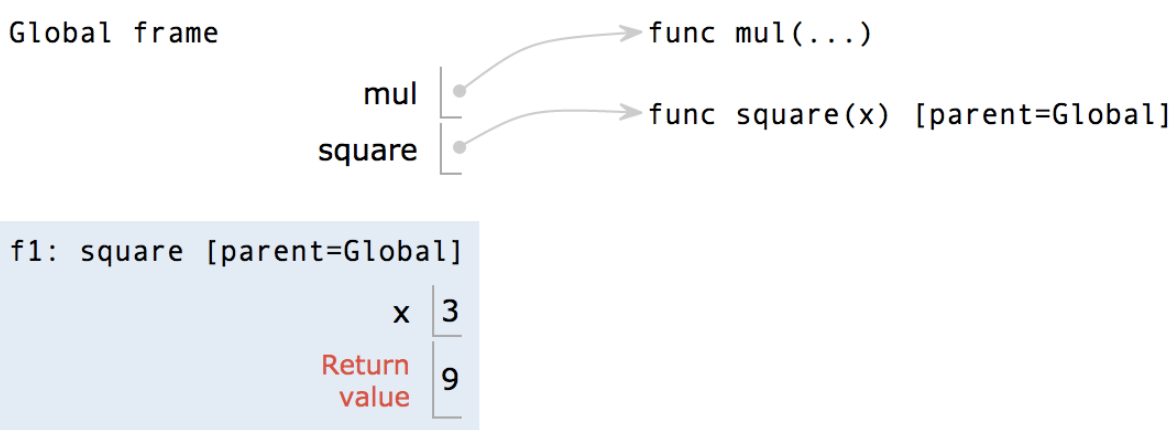 Global frame
func mul(...)
mul
func square(x) [parent=Global]
square
f1: square [parent=Global]
x 3
Return
value 9